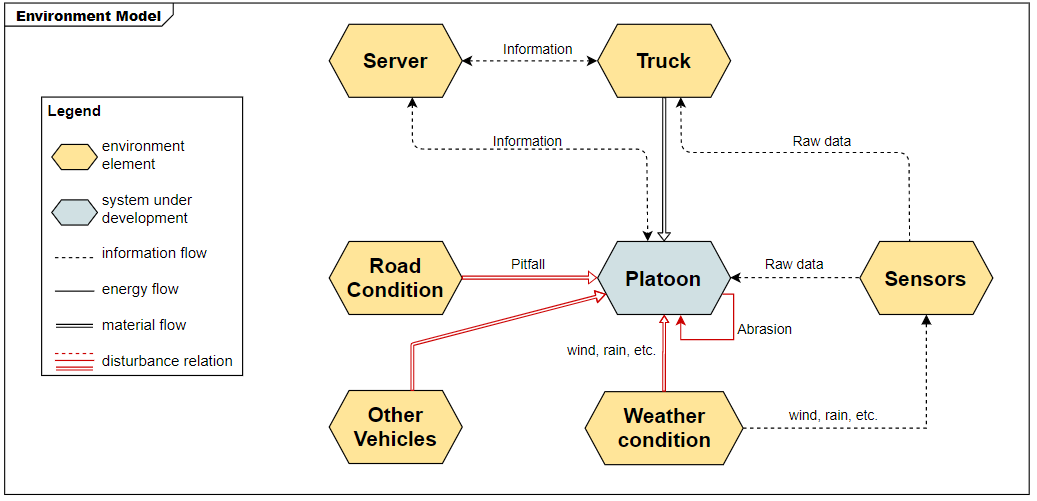 Environment Model
Server
Information
Truck
Legend
environment
element
system under
development
information flow
energy flow
material flow
disturbance relation
Information
Raw data
Road
Condition
Pitfall
Platoon
Raw data
Sensors
Abrasion
wind, rain, etc.
Other
Vehicles
Weather
condition
wind, rain, etc.